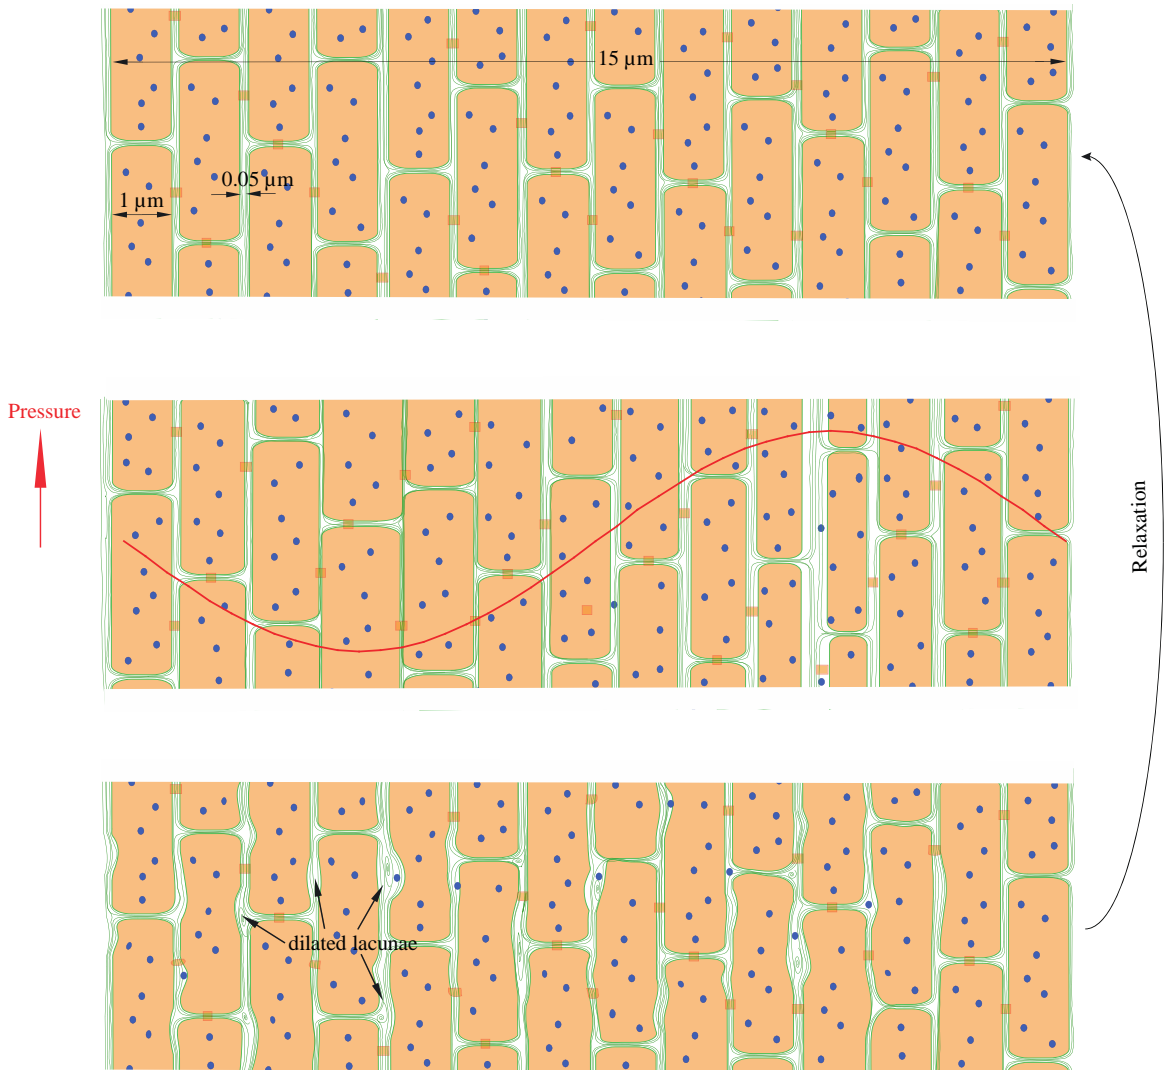 15 µm
0.05 µm
1 µm
Pressure
Relaxation
dilated lacunae